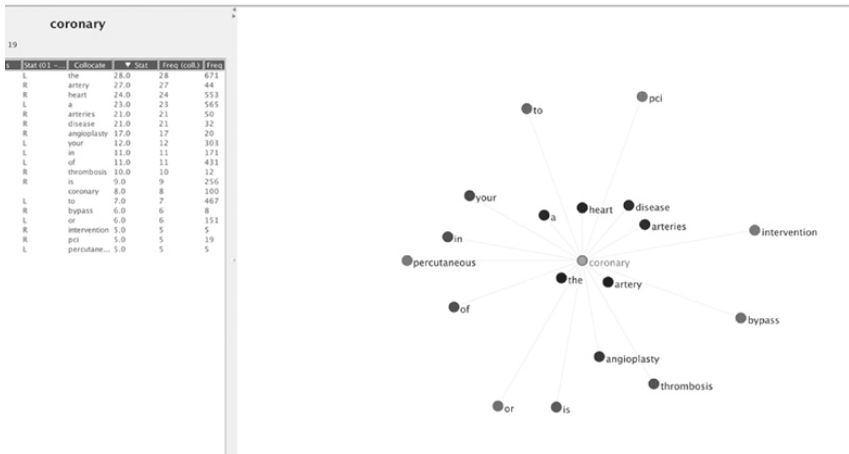 coronary
19
s Stat (01 -... Collocate ▼ Stat Freq (coll.) Freq
L the 28.0 28 671
R artery 27.0 27 44
R heart 24.0 24 553
L a 23.0 23 565
R arteries 21.0 21 50
R disease 21.0 21 32
R angioplasty 17.0 17 20
L your 12.0 12 303
L in 11.0 11 171
L of 11.0 11 431
R thrombosis 10.0 10 12
R is 9.0 9 256
coronary 8.0 8 100
L to 7.0 7 467
R bypass 6.0 6 8
L or 6.0 6 151
R intervention 5.0 5 5
R pci 5.0 5 19
L percutane... 5.0 5 5
pci
to
your
heart
disease
a
arteries
intervention
in
percutaneous
coronary
the
artery
of
bypass
angioplasty
thrombosis
or
is